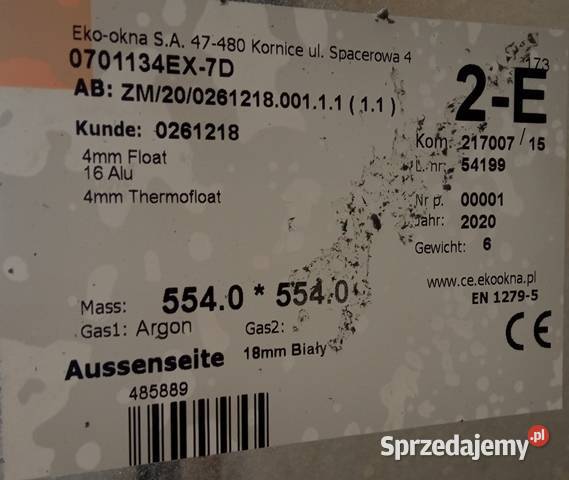 Eko-okna S.A. 47-480 Kornice ul. Spacerowa 4
0701134EX-7D
173
2-E
AB: ZM/20/0261218.001.1.1 ( 1.1 )
Kunde: 0261218
Kom: 217007 / 15
4mm Float
L.nr: 54199
16 Alu
4mm Thermofloat
Nr p. 00001
Jahr: 2020
Gewicht: 6
www.ce.ekookna.pl
EN 1279-5
Mass: 554.0 * 554.0
Gas1: Argon Gas2:
CE
Aussenseite 18mm Biały
485889
Sprzedajemy.pl